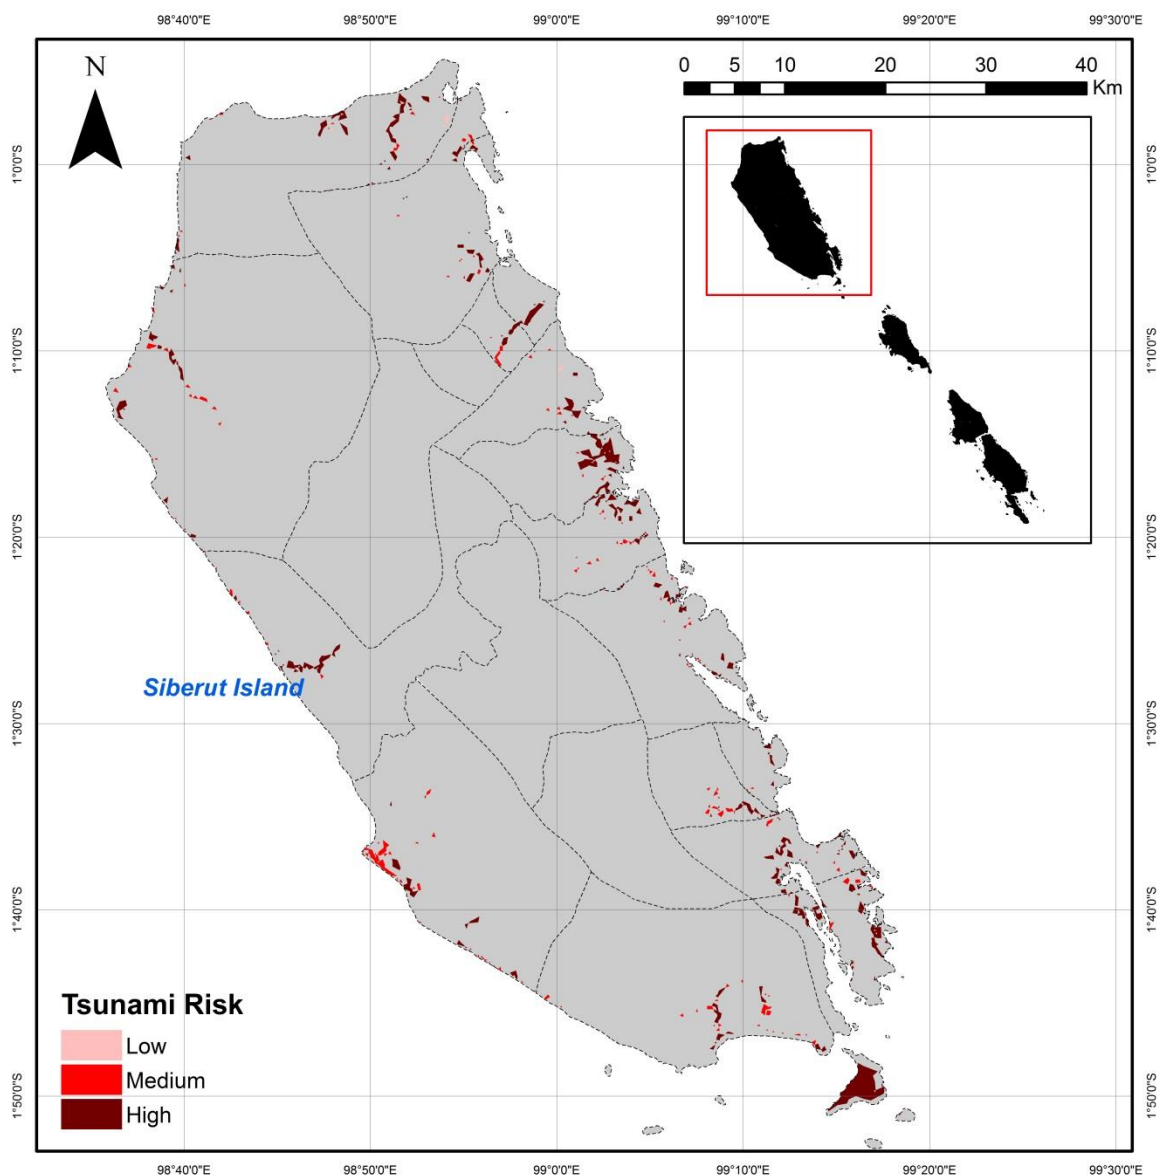 98°40'0"E 98°50'0"E 99°0'0"E 99°10'0"E 99°20'0"E 99°30'0"E
N
0 5 10 20 30 40
Km
1°0'0"S 1°0'0"S
1°10'0"S 1°10'0"S
1°20'0"S 1°20'0"S
Siberut Island
1°30'0"S 1°30'0"S
1°40'0"S 1°40'0"S
Tsunami Risk
Low
Medium
High
1°50'0"S 1°50'0"S
98°40'0"E 98°50'0"E 99°0'0"E 99°10'0"E 99°20'0"E 99°30'0"E